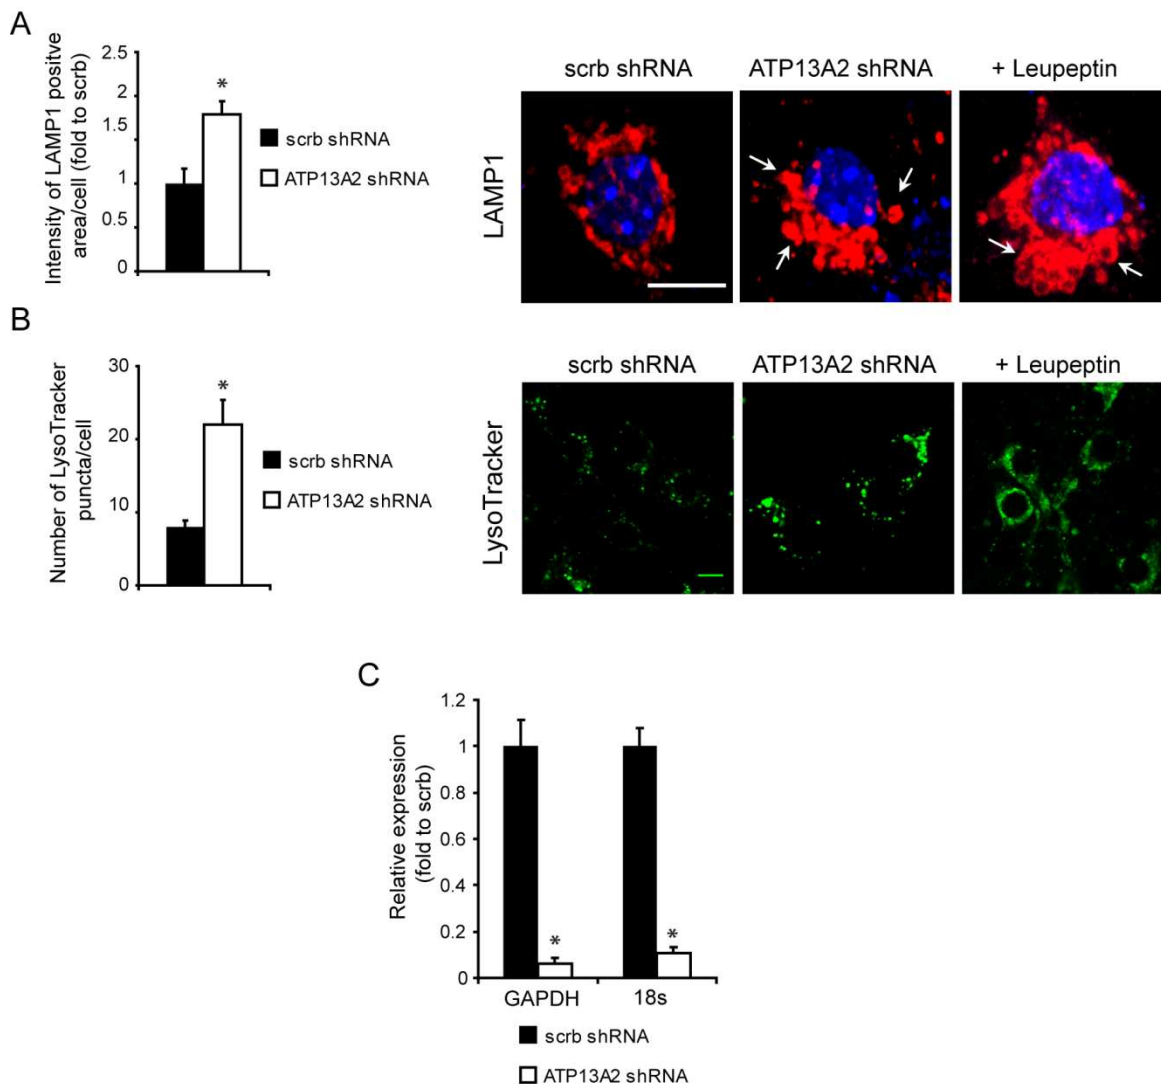 A
Intensity of LAMP1 positve
area/cell (fold to scrb)
2.5
2
1.5
1
0.5
0
*
scrb shRNA
ATP13A2 shRNA
scrb shRNA
ATP13A2 shRNA
+ Leupeptin
LAMP1
B
Number of LysoTracker
puncta/cell
30
20
10
0
*
scrb shRNA
ATP13A2 shRNA
scrb shRNA
ATP13A2 shRNA
+ Leupeptin
LysoTracker
C
Relative expression
(fold to scrb)
1.2
1
0.8
0.6
0.4
0.2
0
*
*
GAPDH
18s
scrb shRNA
ATP13A2 shRNA